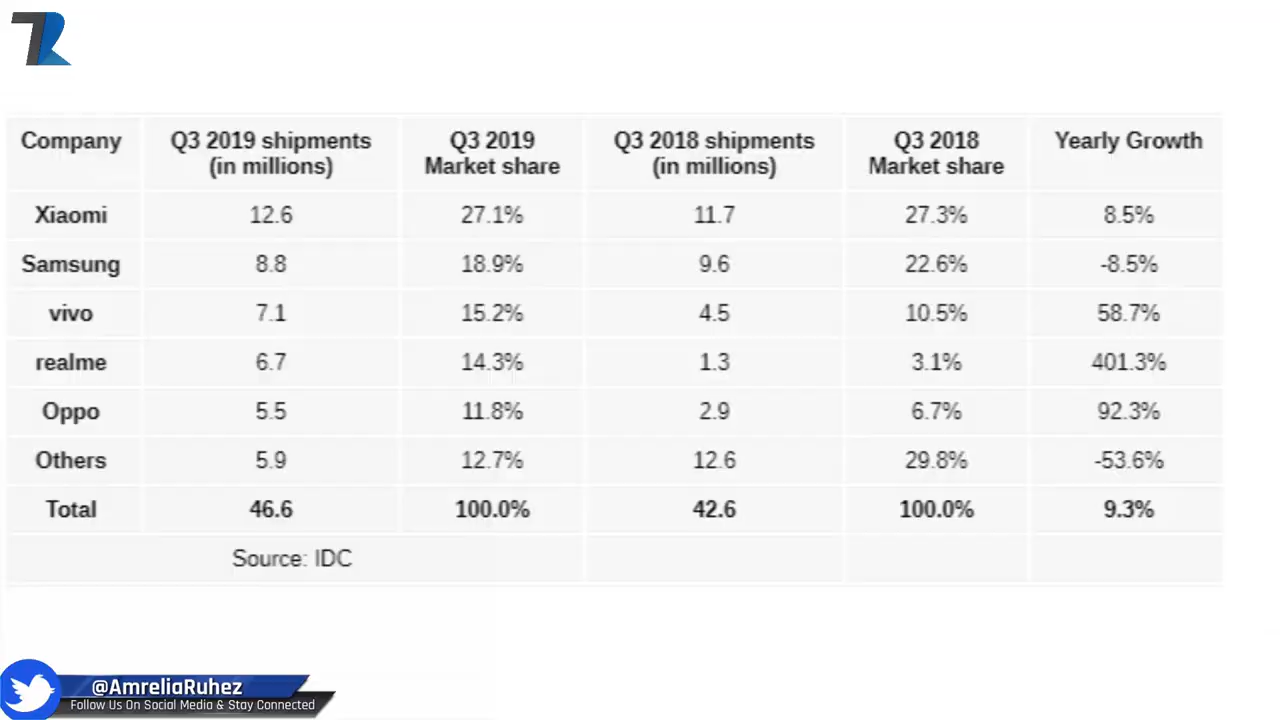 Company Q3 2019 shipments (in millions) Q3 2019 Market share Q3 2018 shipments (in millions) Q3 2018 Market share Yearly Growth
Xiaomi 12.6 27.1% 11.7 27.3% 8.5%
Samsung 8.8 18.9% 9.6 22.6% -8.5%
vivo 7.1 15.2% 4.5 10.5% 58.7%
realme 6.7 14.3% 1.3 3.1% 401.3%
Oppo 5.5 11.8% 2.9 6.7% 92.3%
Others 5.9 12.7% 12.6 29.8% -53.6%
Total 46.6 100.0% 42.6 100.0% 9.3%
Source: IDC
@AmreliaRuhez
Follow Us On Social Media & Stay Connected